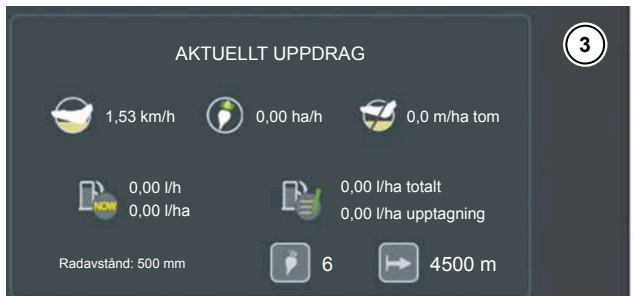 AKTUELLT UPPDRAG
3
1,53 km/h
0,00 ha/h
0,0 m/ha tom
0,00 l/h
0,00 l/ha
NOW
0,00 l/ha totalt
0,00 l/ha upptagning
Radavstånd: 500 mm
6
4500 m